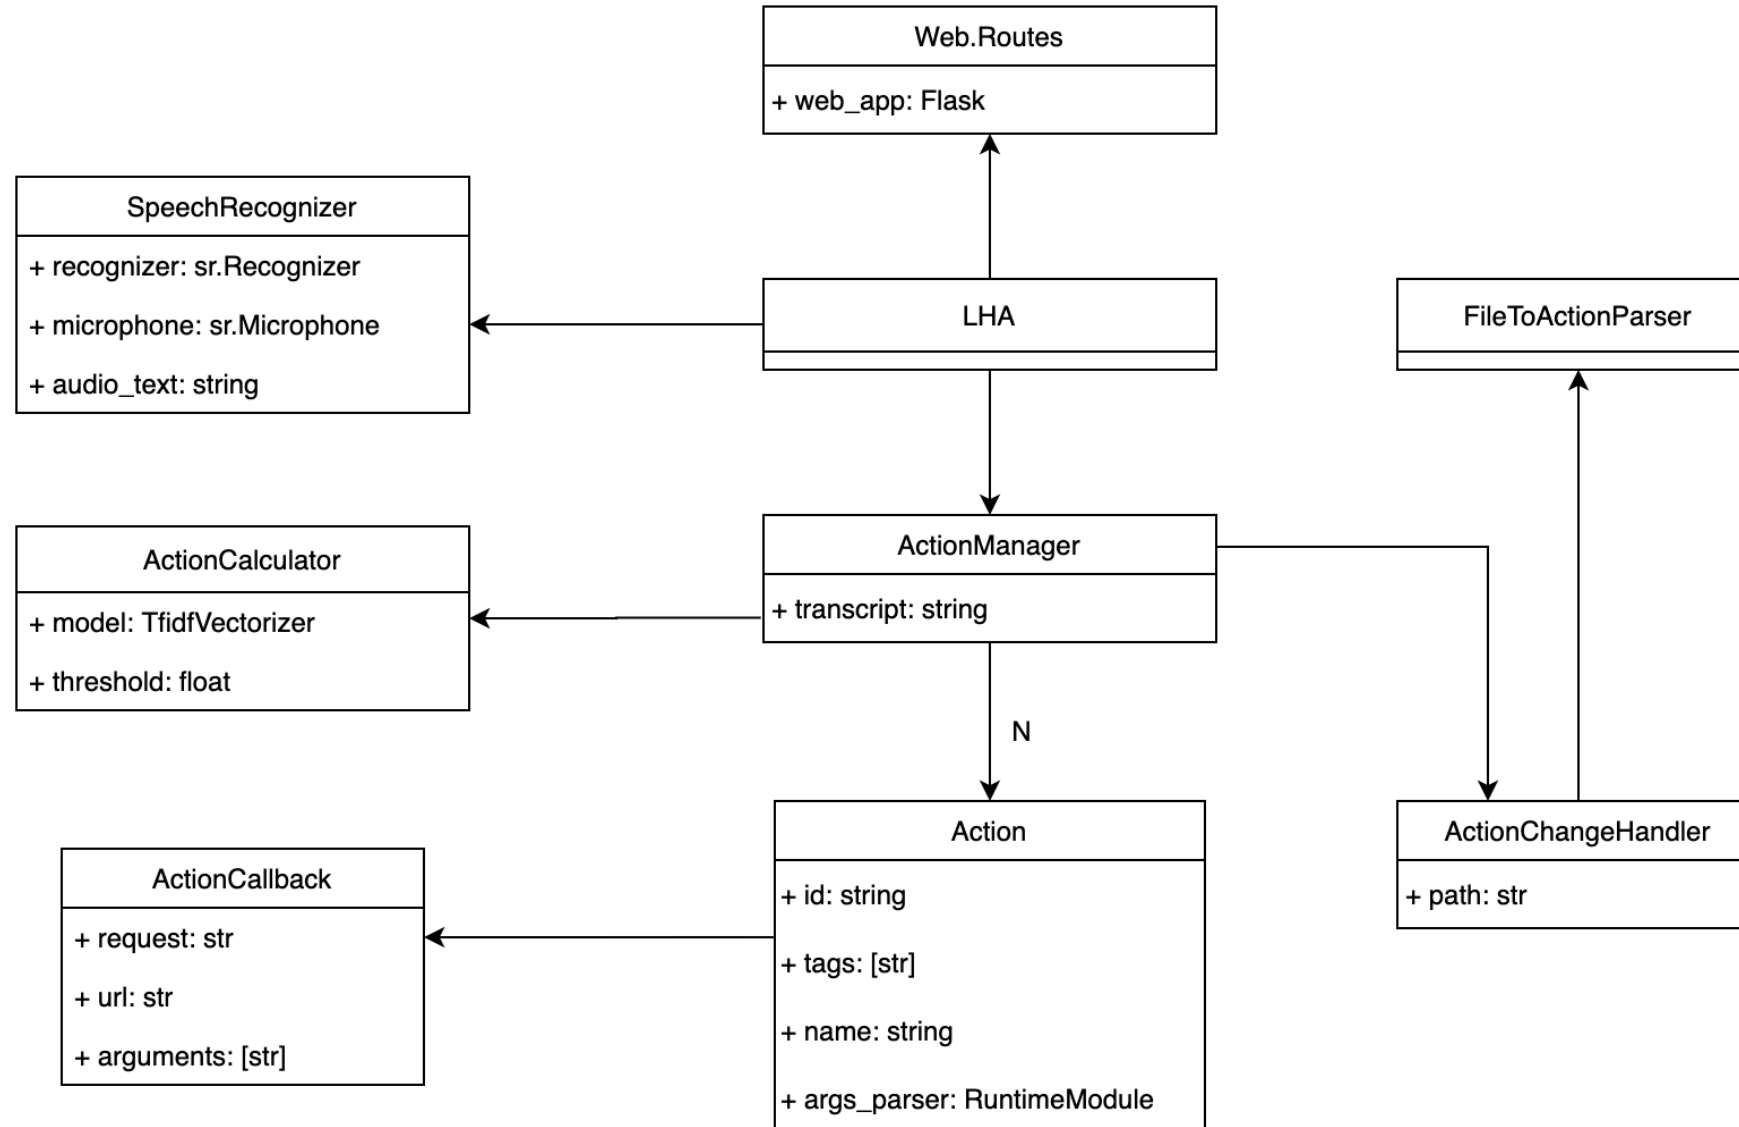 Web.Routes
+ web_app: Flask
SpeechRecognizer
+ recognizer: sr.Recognizer
+ microphone: sr.Microphone
+ audio_text: string
LHA
FileToActionParser
ActionCalculator
+ model: TfidfVectorizer
+ threshold: float
ActionManager
+ transcript: string
N
ActionCallback
+ request: str
+ url: str
+ arguments: [str]
Action
+ id: string
+ tags: [str]
+ name: string
+ args_parser: RuntimeModule
ActionChangeHandler
+ path: str